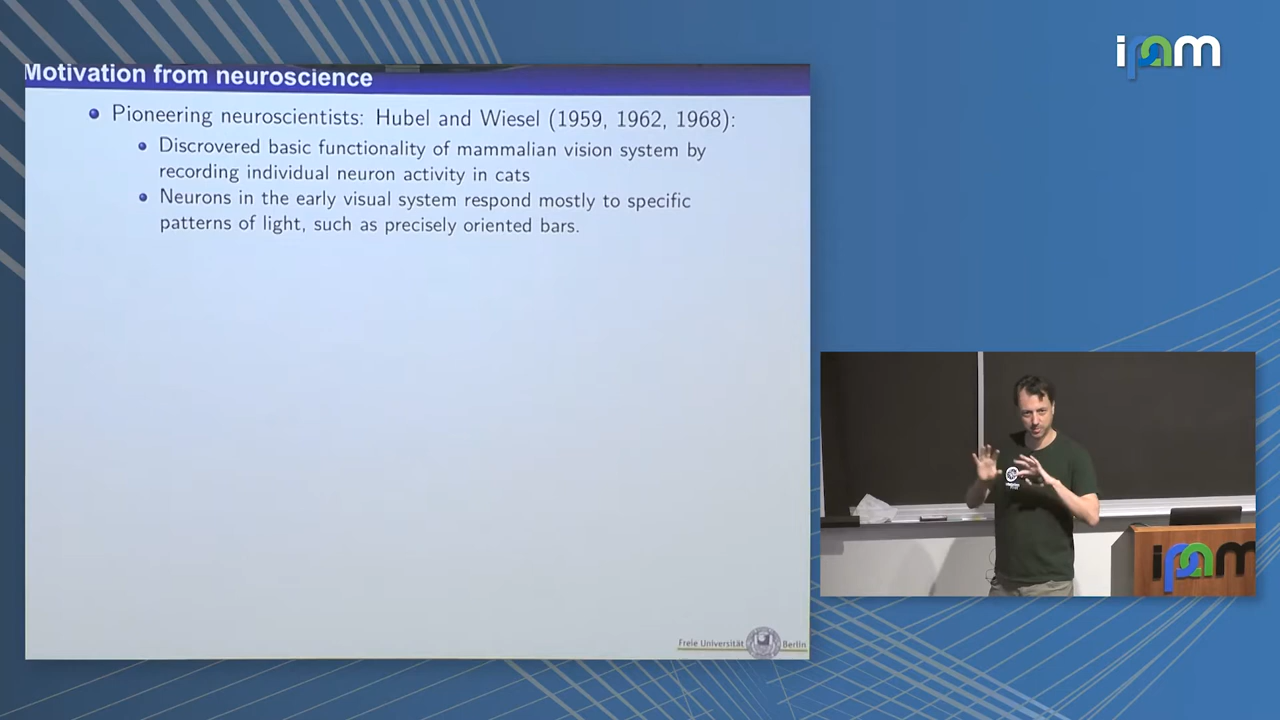 ipam
Motivation from neuroscience
Pioneering neuroscientists: Hubel and Wiesel (1959, 1962, 1968):
Discovered basic functionality of mammalian vision system by
recording individual neuron activity in cats
Neurons in the early visual system respond mostly to specific
patterns of light, such as precisely oriented bars.
Freie Universität Berlin
ipam